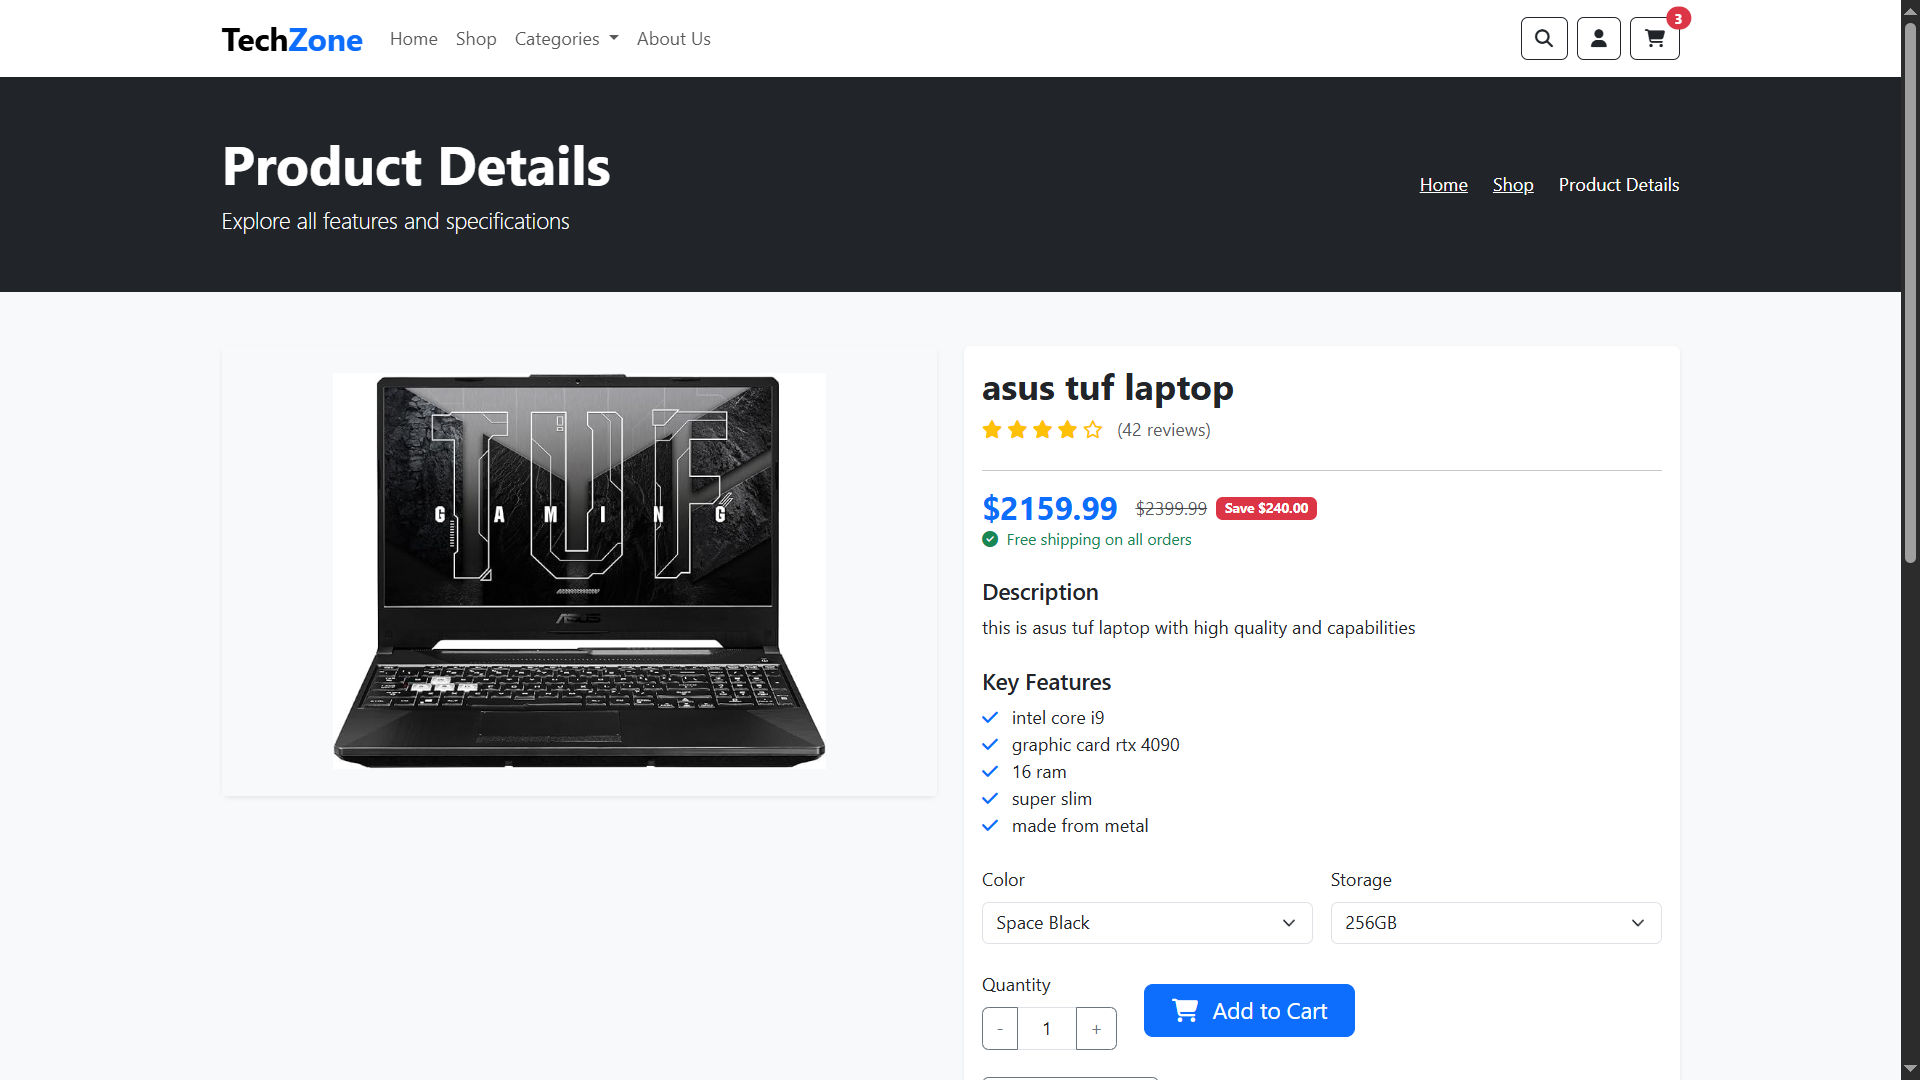 TechZone Home Shop Categories About Us 3
Product Details
Explore all features and specifications
Home Shop Product Details
TUF
GAMING
ASUS
asus tuf laptop
(42 reviews)
$2159.99 $2399.99 Save $240.00
Free shipping on all orders
Description
this is asus tuf laptop with high quality and capabilities
Key Features
intel core i9
graphic card rtx 4090
16 ram
super slim
made from metal
Color Storage
Space Black 256GB
Quantity
- 1 + Add to Cart